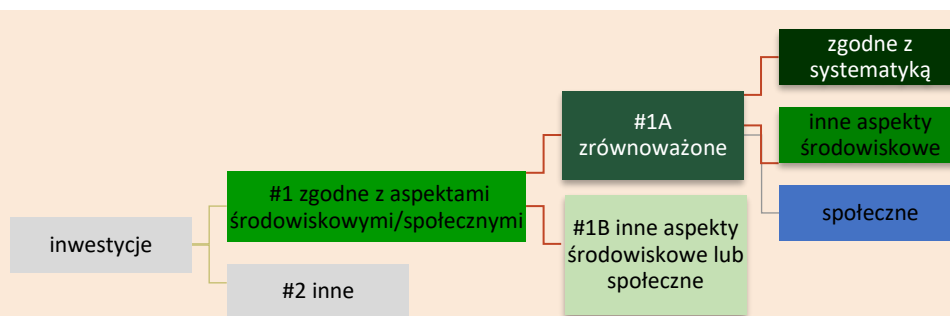 inwestycje
#1 zgodne z aspektami
środowiskowymi/społecznymi
#2 inne
#1A
zrównoważone
#1B inne aspekty
środowiskowe lub
społeczne
zgodne z
systematyką
inne aspekty
środowiskowe
społeczne